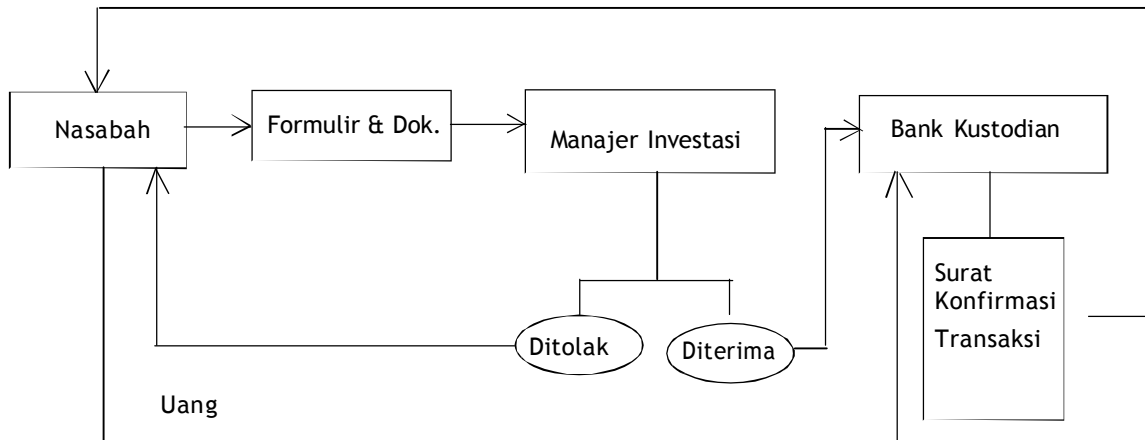 Nasabah
Formulir & Dok.
Manajer Investasi
Bank Kustodian
Surat
Konfirmasi
Transaksi
Ditolak
Diterima
Uang